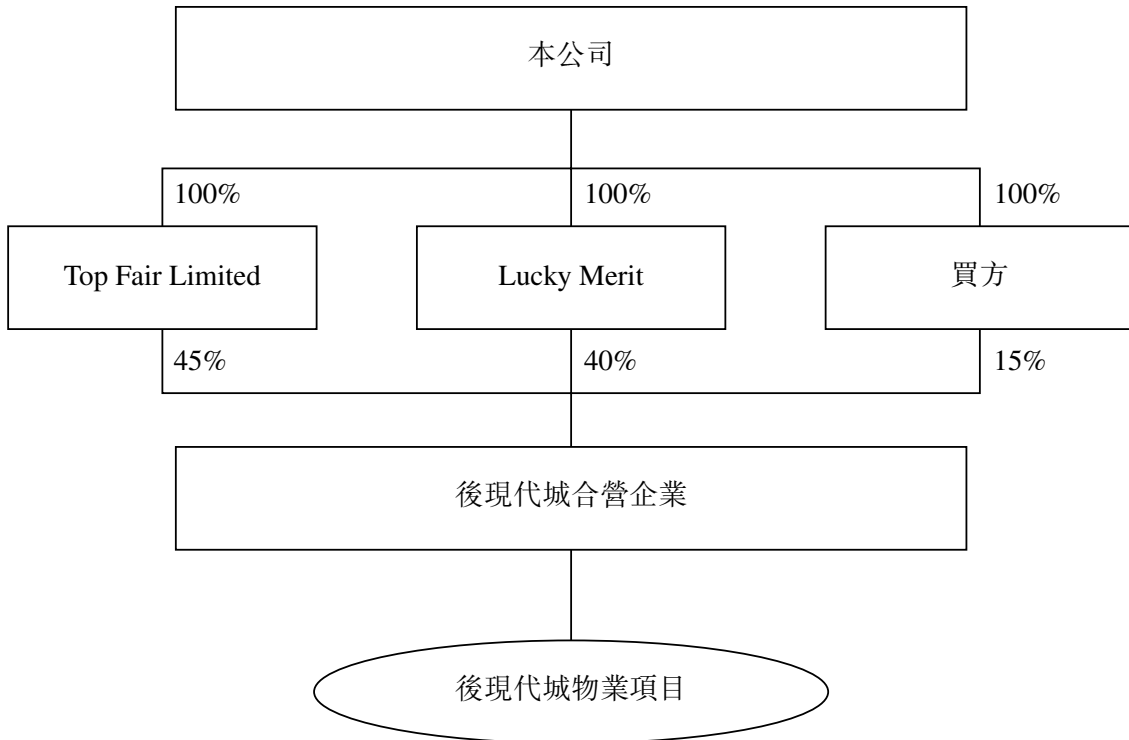 本公司
100%
100%
100%
Top Fair Limited
Lucky Merit
買方
45%
40%
15%
後現代城合營企業
後現代城物業項目